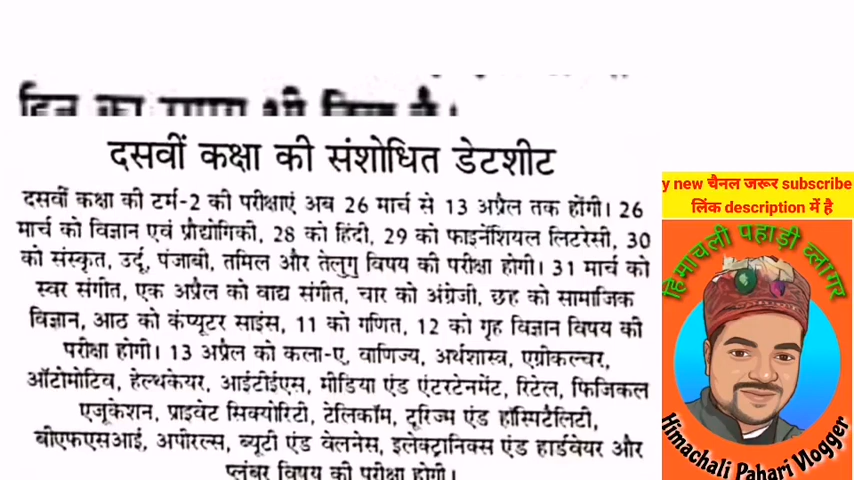 दसवीं कक्षा की संशोधित डेटशीट
दसवीं कक्षा की टर्म-2 की परीक्षाएं अब 26 मार्च से 13 अप्रैल तक होंगी। 26
मार्च को विज्ञान एवं प्रौद्योगिकी, 28 को हिंदी, 29 को फाइनेंशियल लिटरेसी, 30
को संस्कृत, उर्दू, पंजाबी, तमिल और तेलुगु विषय की परीक्षा होगी। 31 मार्च को
स्वर संगीत, एक अप्रैल को वाद्य संगीत, चार को अंग्रेजी, छह को सामाजिक
विज्ञान, आठ को कंप्यूटर साइंस, 11 को गणित, 12 को गृह विज्ञान विषय की
परीक्षा होगी। 13 अप्रैल को कला-ए, वाणिज्य, अर्थशास्त्र, एग्रीकल्चर,
ऑटोमोटिव, हेल्थकेयर, आईटीईएस, मीडिया एंड एंटरटेनमेंट, रिटेल, फिजिकल
एजूकेशन, प्राइवेट सिक्योरिटी, टेलिकॉम, टूरिज्म एंड हॉस्पिटैलिटी,
बीएफएसआई, अपीरल्स, ब्यूटी एंड वेलनेस, इलेक्ट्रानिक्स एंड हार्डवेयर और
प्लंबर विषय की परीक्षा होगी।
y new चैनल जरूर subscribe
लिंक description में है
हिमाचली पहाड़ी ब्लागर
Himachali Pahari Vlogger